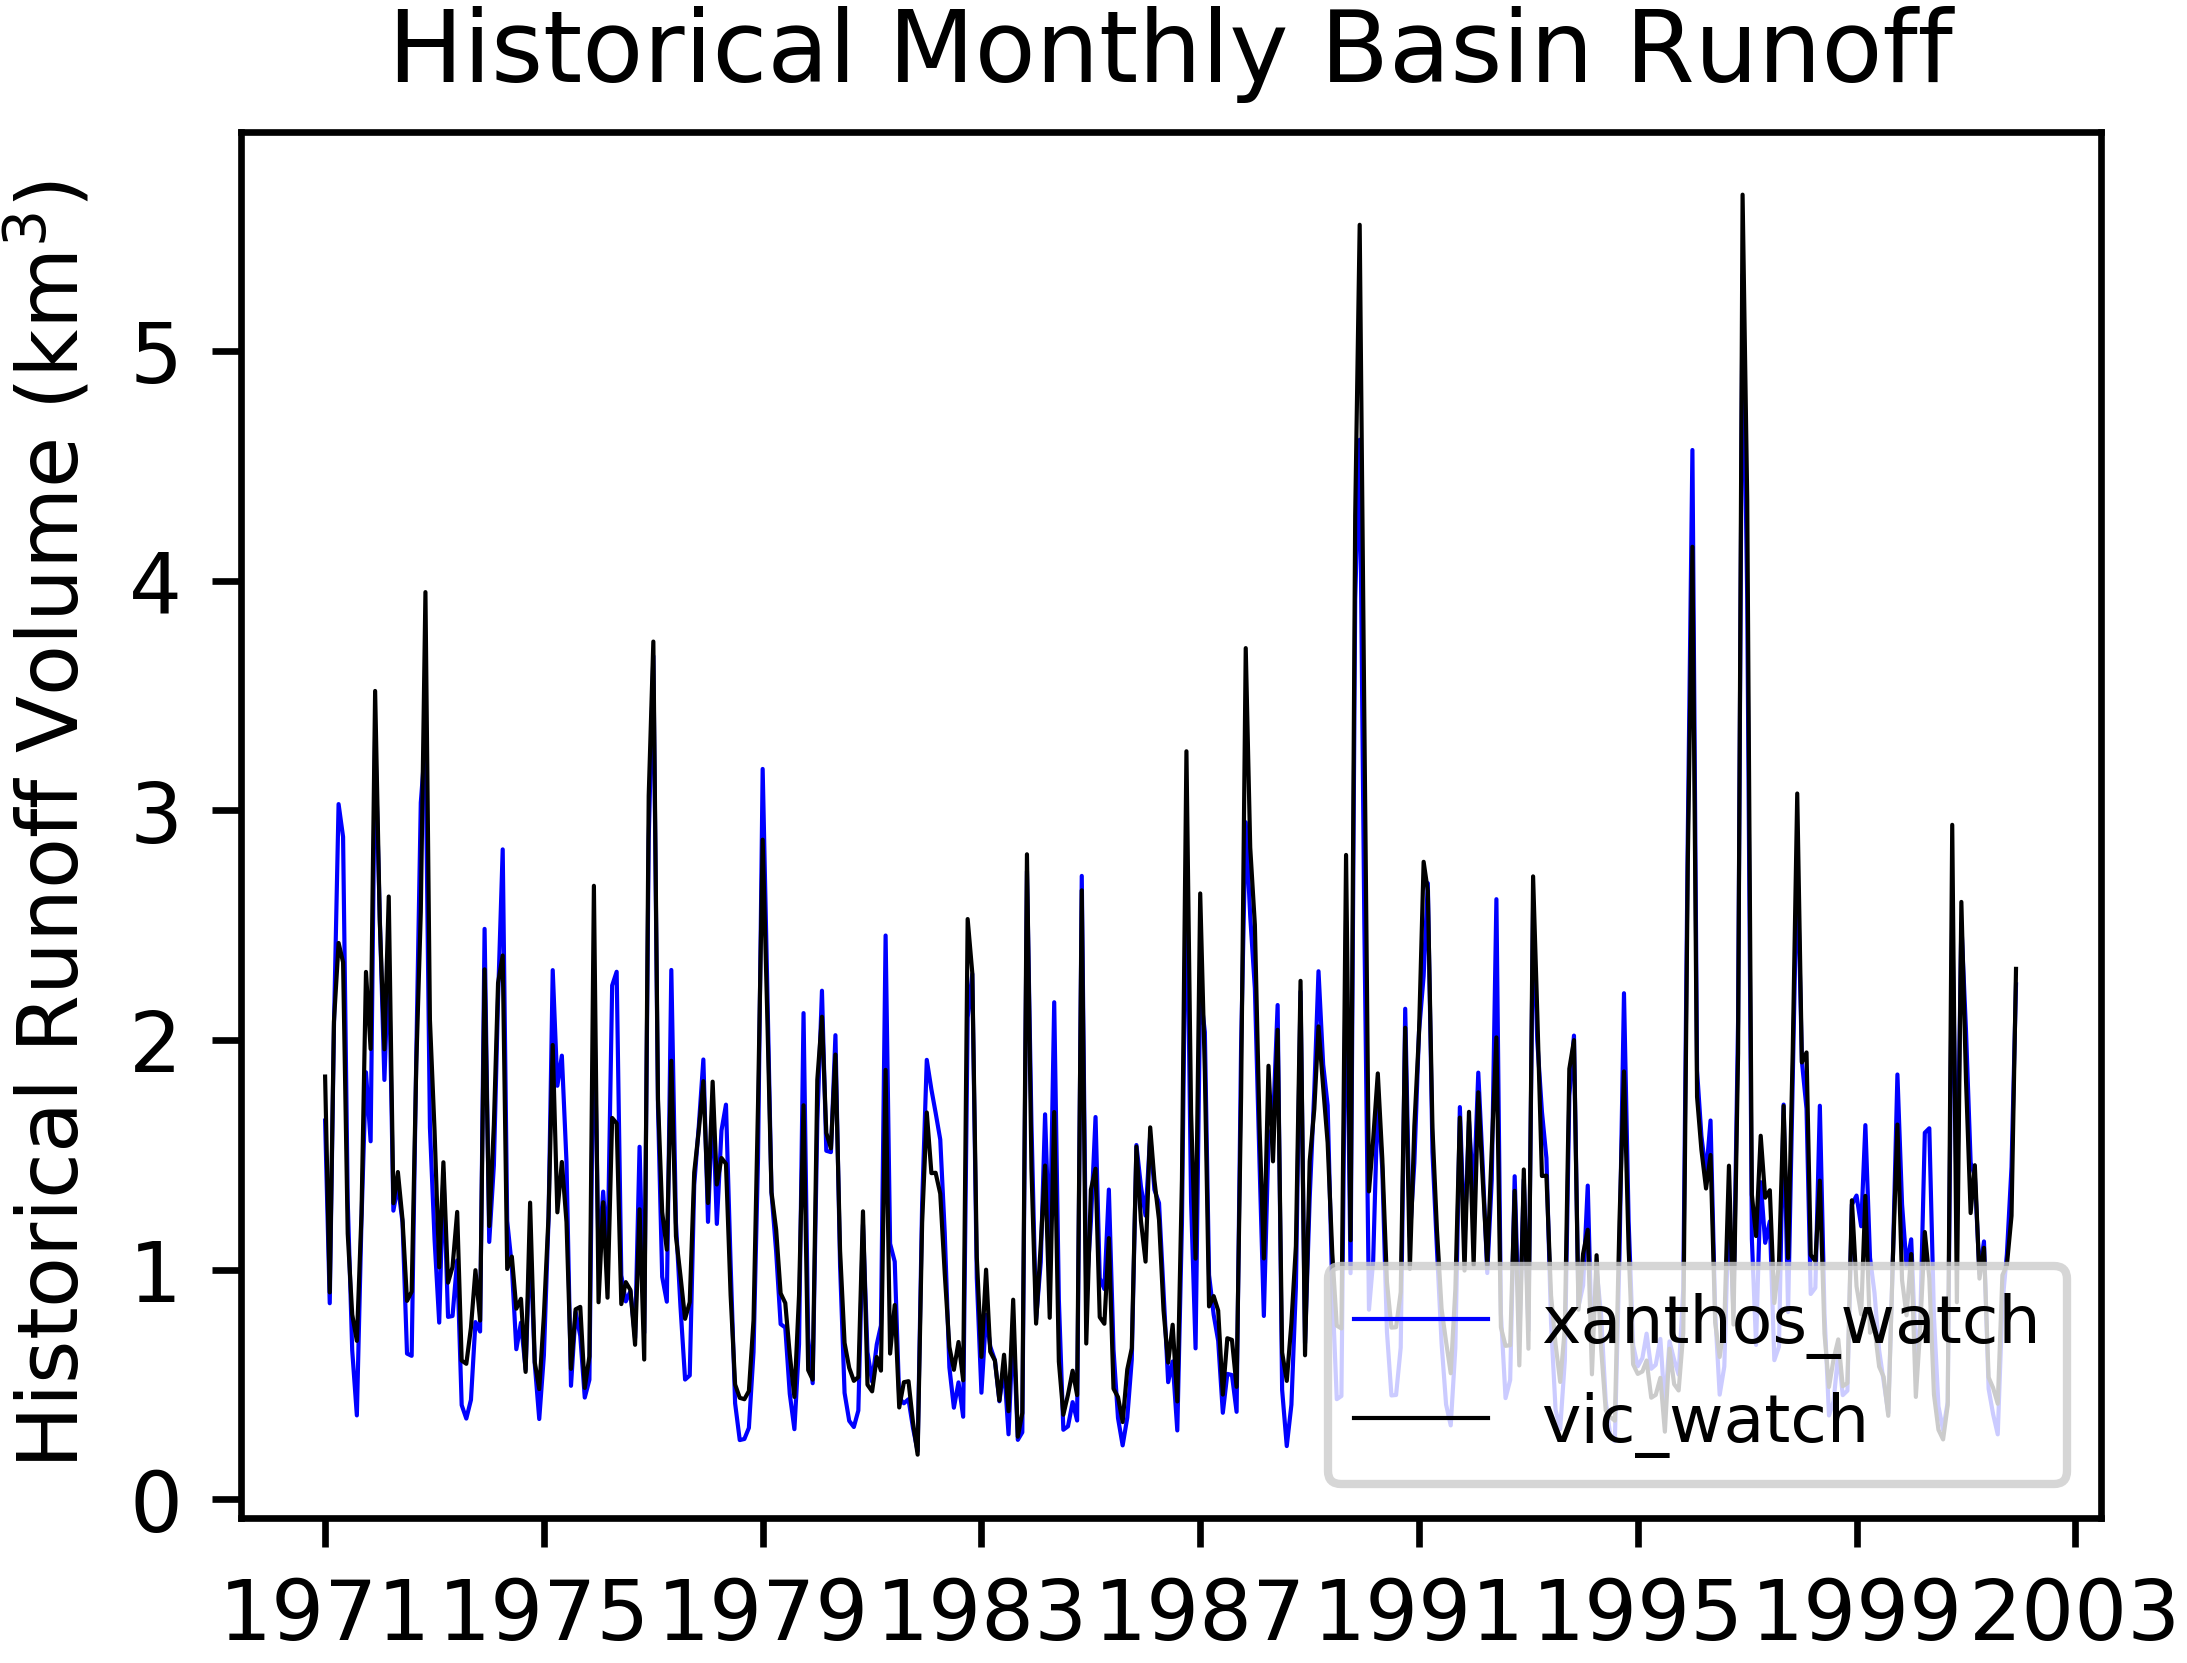 Historical Monthly Basin Runoff
Historical Runoff Volume (km³)
5
4
3
2
1
0
xanthos_watch
vic_watch
1971 1975 1979 1983 1987 1991 1995 1999 2003